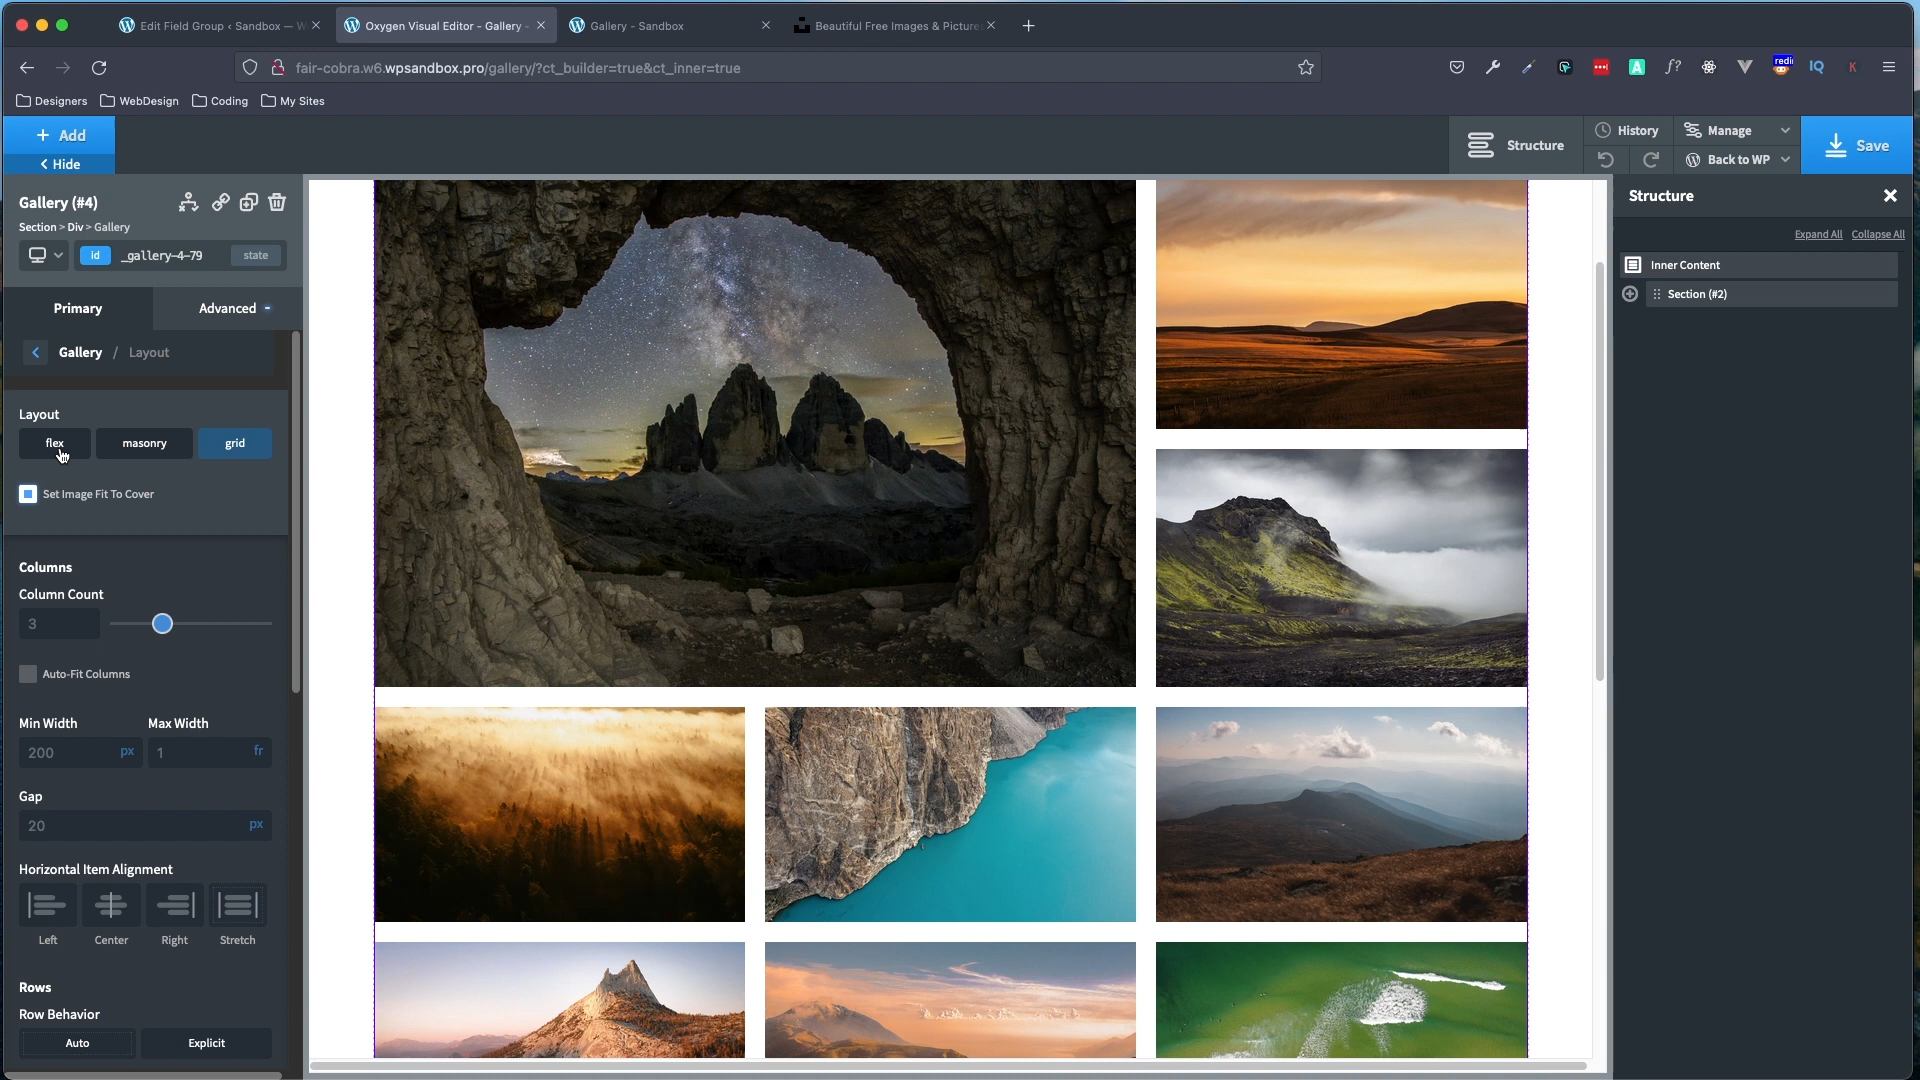 Edit Field Group ‹ Sandbox — W
Oxygen Visual Editor - Gallery -
Gallery - Sandbox
Beautiful Free Images & Picture
fair-cobra.w6.wpsandbox.pro/gallery/?ct_builder=true&ct_inner=true
redi
f?
IQ
K
A
Designers
WebDesign
Coding
My Sites
+ Add
Hide
Structure
History
Manage
Back to WP
Save
Gallery (#4)
Section > Div > Gallery
id
_gallery-4-79
state
Primary
Advanced
Gallery / Layout
Layout
flex
masonry
grid
Set Image Fit To Cover
Columns
Column Count
3
Auto-Fit Columns
Min Width
Max Width
200 px
1 fr
Gap
20 px
Horizontal Item Alignment
Left
Center
Right
Stretch
Rows
Row Behavior
Auto
Explicit
Structure
Expand All
Collapse All
Inner Content
Section (#2)